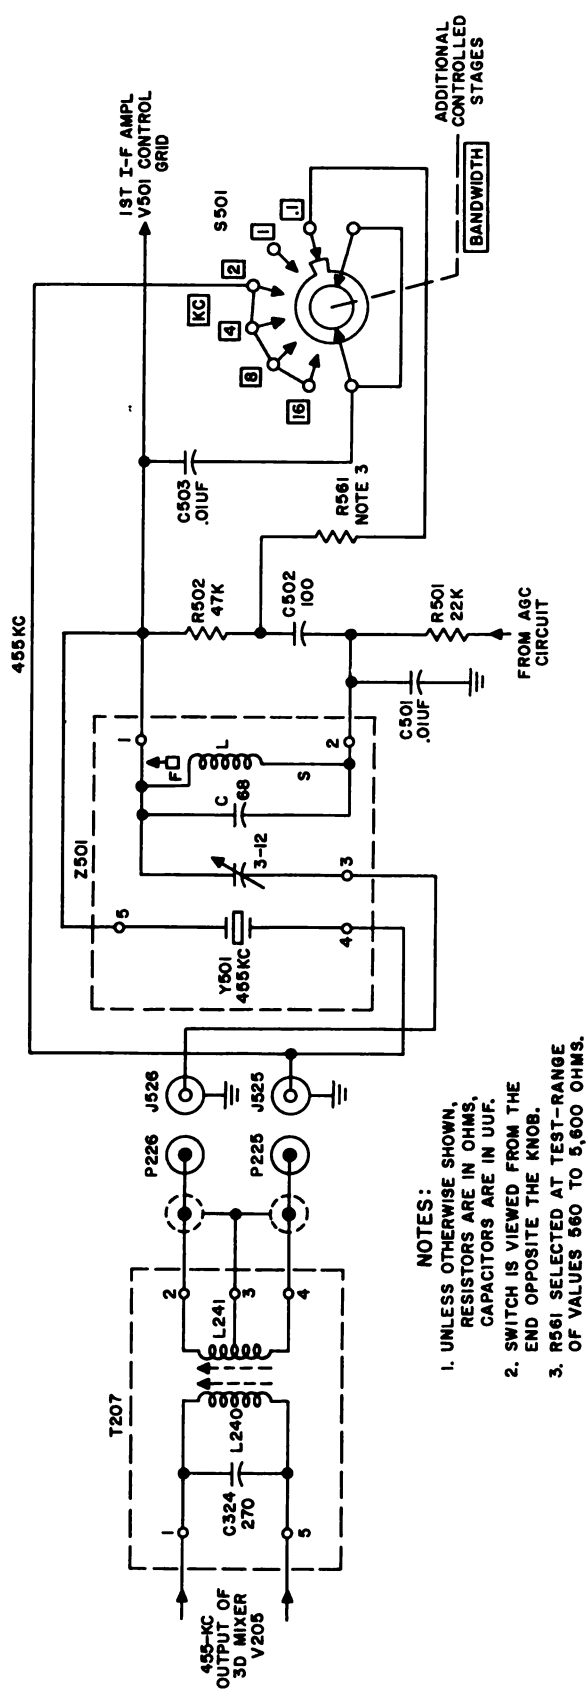 455-KC
OUTPUT OF
3D MIXER
V205
T207
1
5
C324
270
L240
L241
2
3
4
P226
P225
J526
J525
455KC
Z501
5
4
3
1
2
Y501
455KC
3-12
C
68
F
L
S
C501
.01UF
R502
47K
C502
100
R501
22K
FROM AGC
CIRCUIT
C503
.01UF
R561
NOTE 3
1ST I-F AMPL
V501 CONTROL
GRID
S501
KC
16
8
4
2
1
.1
ADDITIONAL
CONTROLLED
STAGES
BANDWIDTH
NOTES:
1. UNLESS OTHERWISE SHOWN,
RESISTORS ARE IN OHMS,
CAPACITORS ARE IN UUF.
2. SWITCH IS VIEWED FROM THE
END OPPOSITE THE KNOB.
3. R561 SELECTED AT TEST-RANGE
OF VALUES 560 TO 5,600 OHMS.